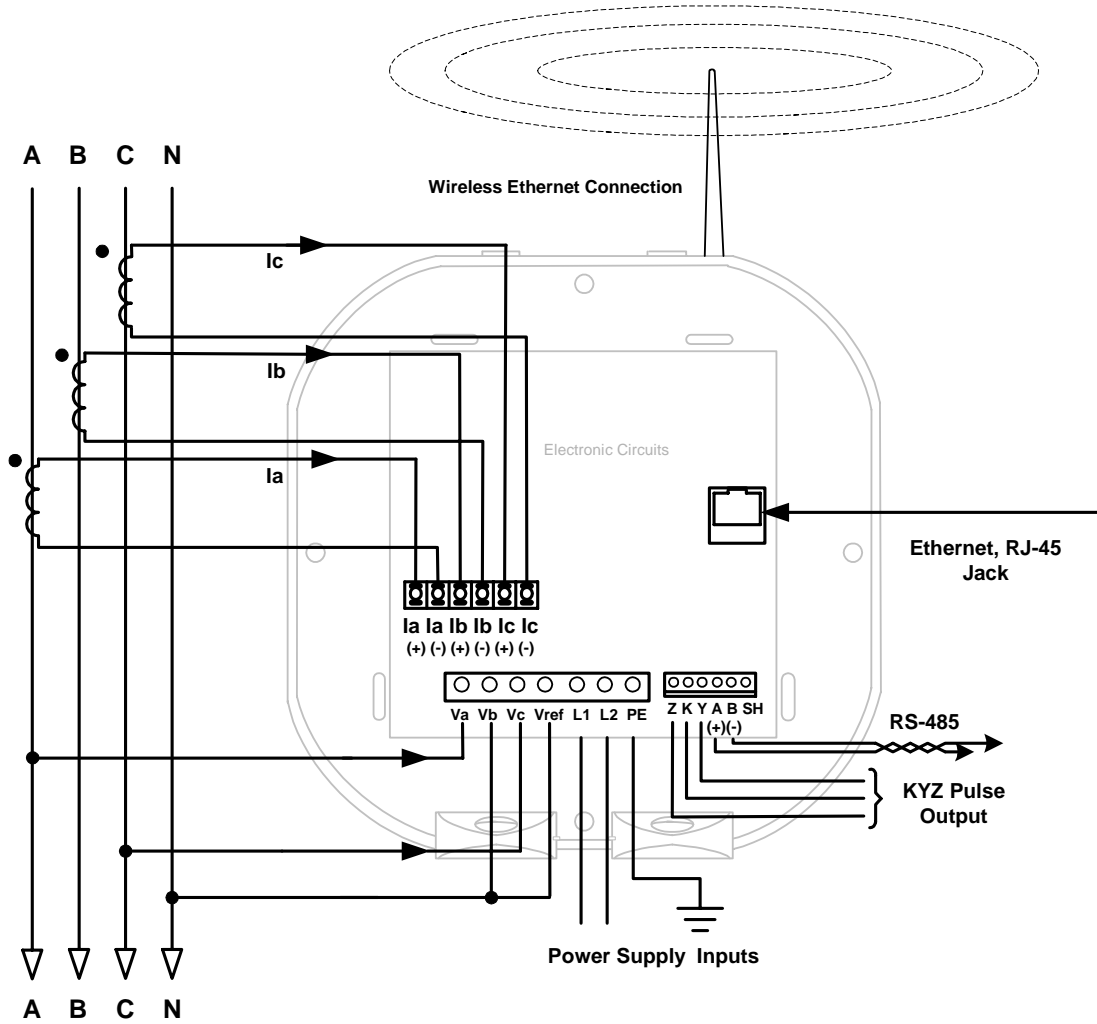 A B C N
Wireless Ethernet Connection
Ic
Ib
Electronic Circuits
Ia
Ethernet, RJ-45
Jack
Ia Ia Ib Ib Ic Ic
(+) (-) (+) (-) (+) (-)
Va Vb Vc Vref L1 L2 PE
Z K Y A B SH
(+) (-)
RS-485
KYZ Pulse
Output
Power Supply Inputs
A B C N